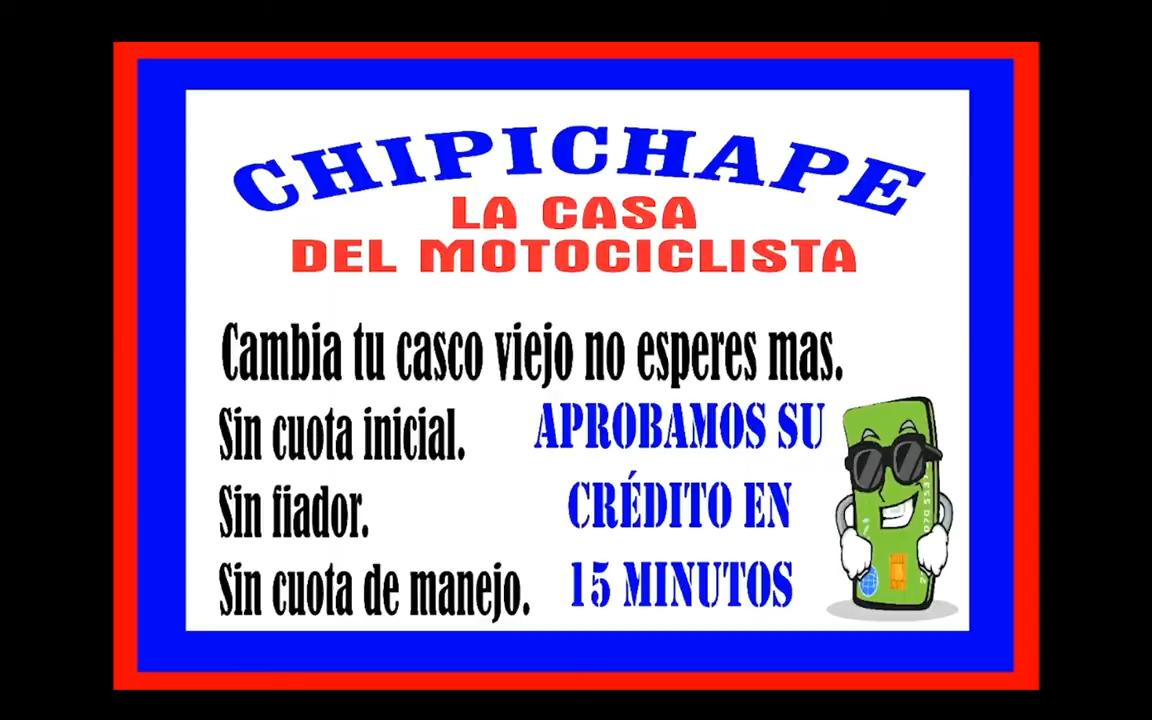 CHIPICHAPE
LA CASA
DEL MOTOCICLISTA
Cambia tu casco viejo no esperes mas.
Sin cuota inicial.
Sin fiador.
Sin cuota de manejo.
APROBAMOS SU
CRÉDITO EN
15 MINUTOS